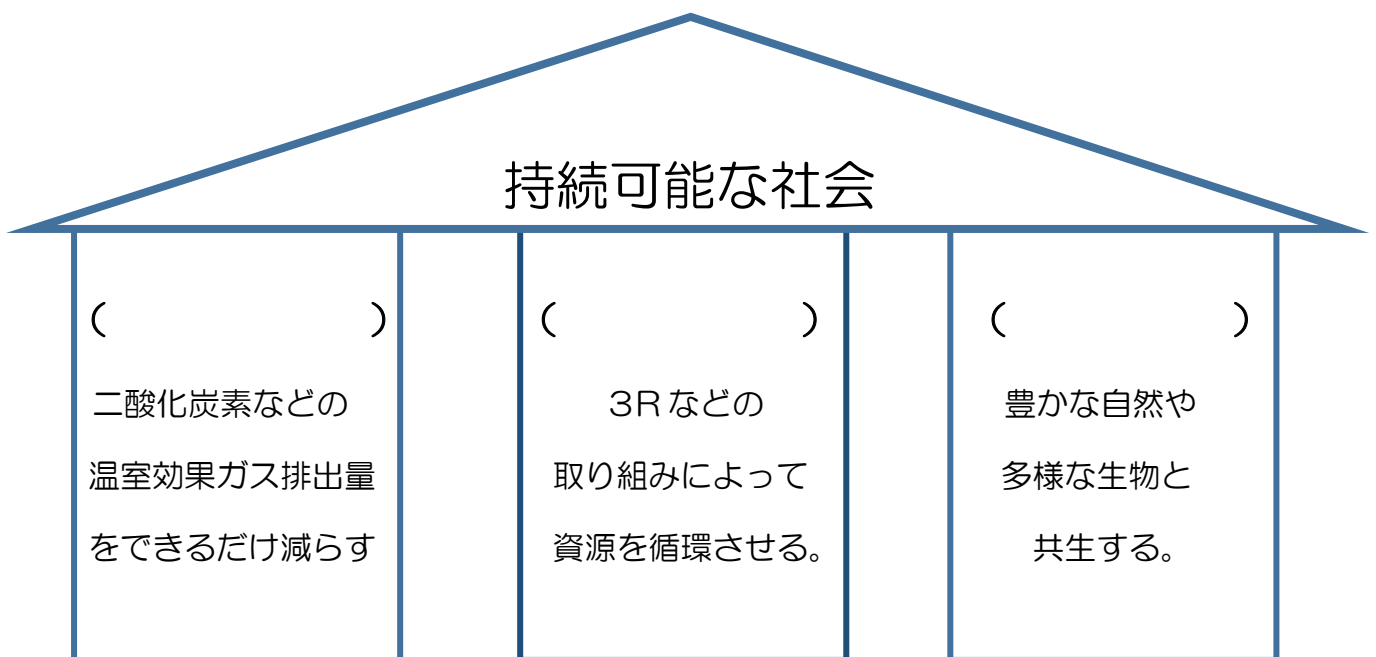 持続可能な社会
(　　　　　　　　)
二酸化炭素などの
温室効果ガス排出量
をできるだけ減らす
(　　　　　　　　)
3Rなどの
取り組みによって
資源を循環させる。
(　　　　　　　　)
豊かな自然や
多様な生物と
共生する。